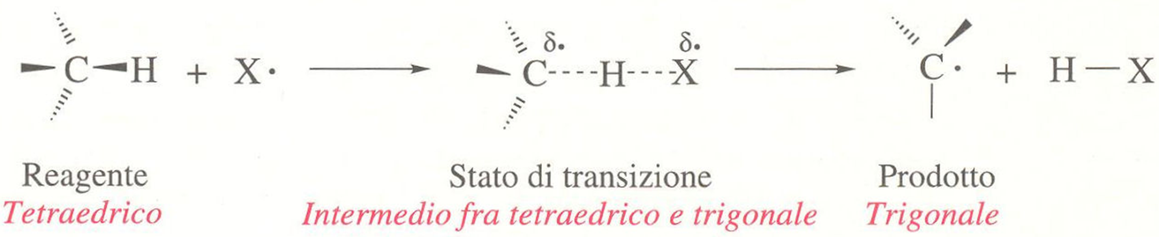 C H + X· C δ· H δ· X C· + H — X
Reagente Stato di transizione Prodotto
Tetraedrico Intermedio fra tetraedrico e trigonale Trigonale